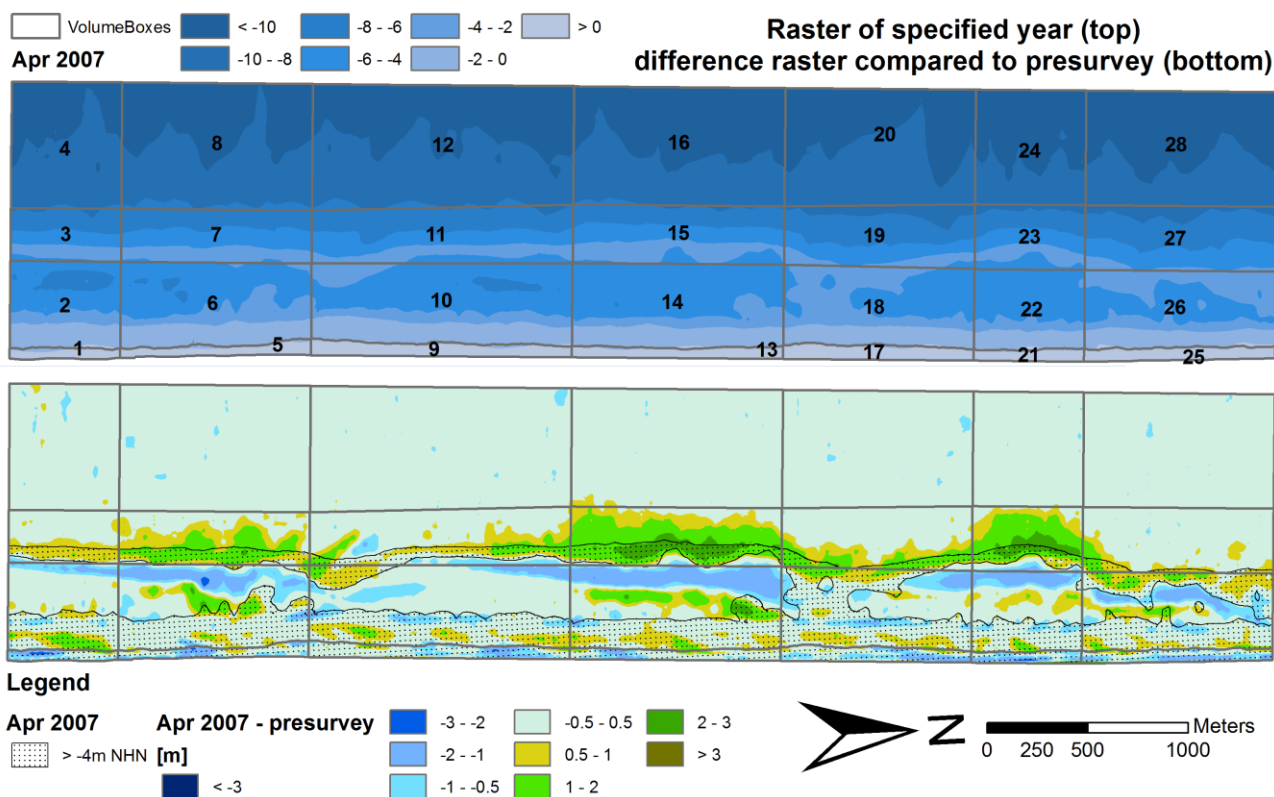 VolumeBoxes < -10 -8 - -6 -4 - -2 > 0
Apr 2007 -10 - -8 -6 - -4 -2 - 0
Raster of specified year (top)
difference raster compared to presurvey (bottom)
4 8 12 16 20 24 28
3 7 11 15 19 23 27
2 6 10 14 18 22 26
1 5 9 13 17 21 25
Legend
Apr 2007 Apr 2007 - presurvey
> -4m NHN [m]
< -3
-3 - -2 -0.5 - 0.5 2 - 3
-2 - -1 0.5 - 1 > 3
-1 - -0.5 1 - 2
N
Meters
0 250 500 1000